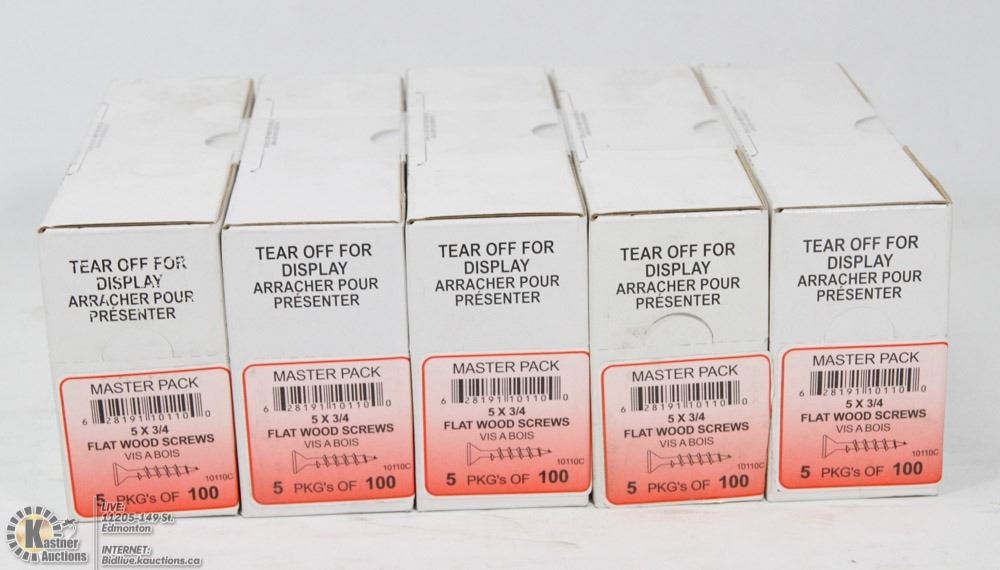 TEAR OFF FOR
DISPLAY
ARRACHER POUR
PRÉSENTER
MASTER PACK
6 28191 10110 0
5 X 3/4
FLAT WOOD SCREWS
VIS A BOIS
10110C
5 PKG's OF 100
TEAR OFF FOR
DISPLAY
ARRACHER POUR
PRÉSENTER
MASTER PACK
6 28191 10110 0
5 X 3/4
FLAT WOOD SCREWS
VIS A BOIS
10110C
5 PKG's OF 100
TEAR OFF FOR
DISPLAY
ARRACHER POUR
PRÉSENTER
MASTER PACK
6 28191 10110 0
5 X 3/4
FLAT WOOD SCREWS
VIS A BOIS
10110C
5 PKG's OF 100
TEAR OFF FOR
DISPLAY
ARRACHER POUR
PRÉSENTER
MASTER PACK
6 28191 10110 0
5 X 3/4
FLAT WOOD SCREWS
VIS A BOIS
10110C
5 PKG's OF 100
TEAR OFF FOR
DISPLAY
ARRACHER POUR
PRÉSENTER
MASTER PACK
6 28191 10110 0
5 X 3/4
FLAT WOOD SCREWS
VIS A BOIS
10110C
5 PKG's OF 100
Kastner
Auctions
LIVE:
11205-149 St.
Edmonton
INTERNET:
Bidlive.kauctions.ca